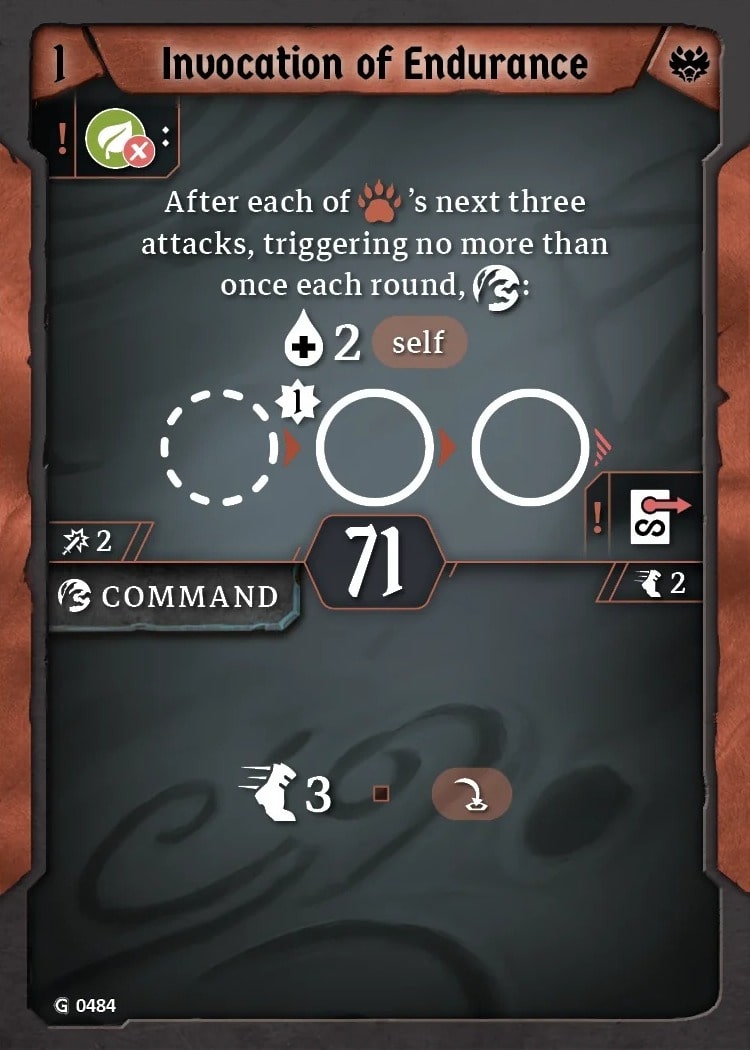 1
Invocation of Endurance
! :
After each of 's next three
attacks, triggering no more than
once each round, :
2 self
1
!
2
71
COMMAND
2
3
G 0484